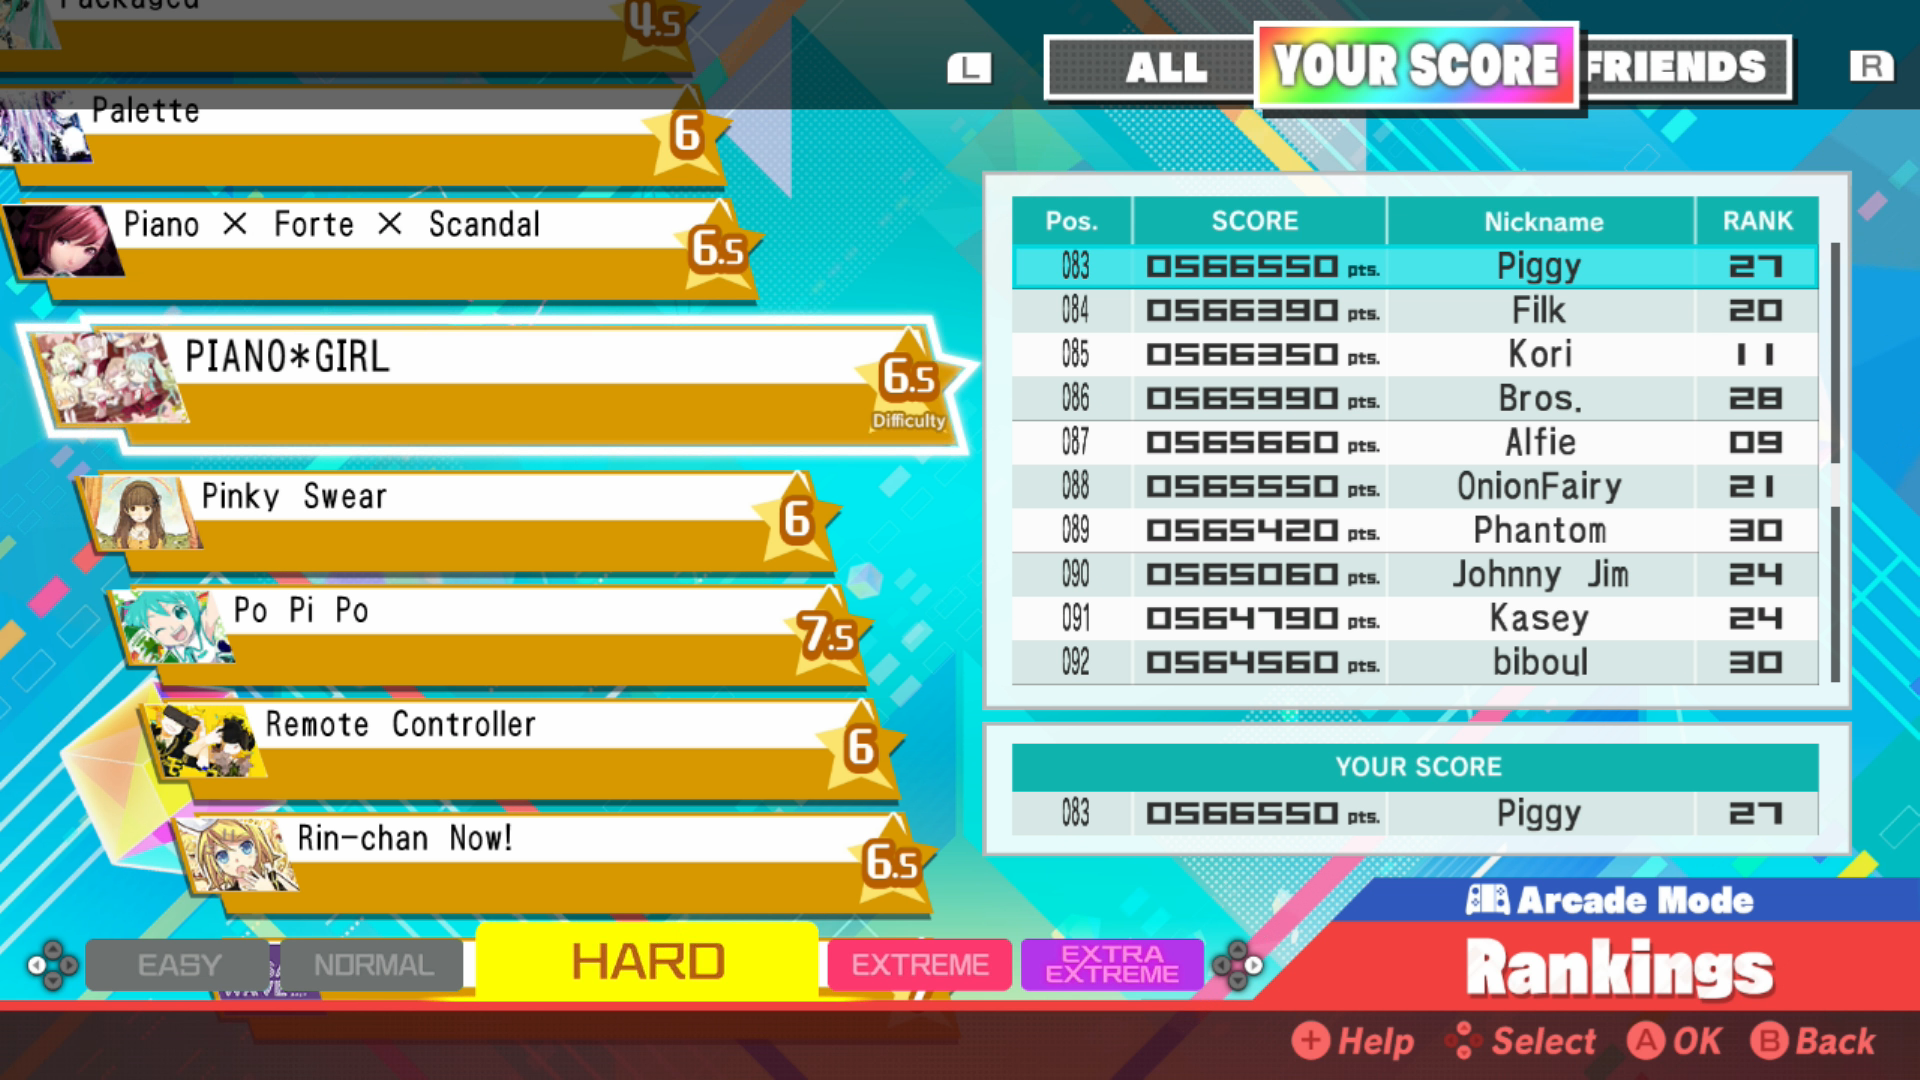 Packaged
4.5
L
ALL
YOUR SCORE
FRIENDS
R
Palette
6
Piano × Forte × Scandal
6.5
PIANO*GIRL
6.5
Difficulty
Pinky Swear
6
Po Pi Po
7.5
Remote Controller
6
Rin-chan Now!
6.5
Pos. SCORE Nickname RANK
083 0566550 pts. Piggy 27
084 0566390 pts. Filk 20
085 0566350 pts. Kori 11
086 0565990 pts. Bros. 28
087 0565660 pts. Alfie 09
088 0565550 pts. OnionFairy 21
089 0565420 pts. Phantom 30
090 0565060 pts. Johnny Jim 24
091 0564790 pts. Kasey 24
092 0564560 pts. biboul 30
YOUR SCORE
083 0566550 pts. Piggy 27
Arcade Mode
Rankings
EASY
NORMAL
HARD
EXTREME
EXTRA
EXTREME
+ Help
Select
A OK
B Back